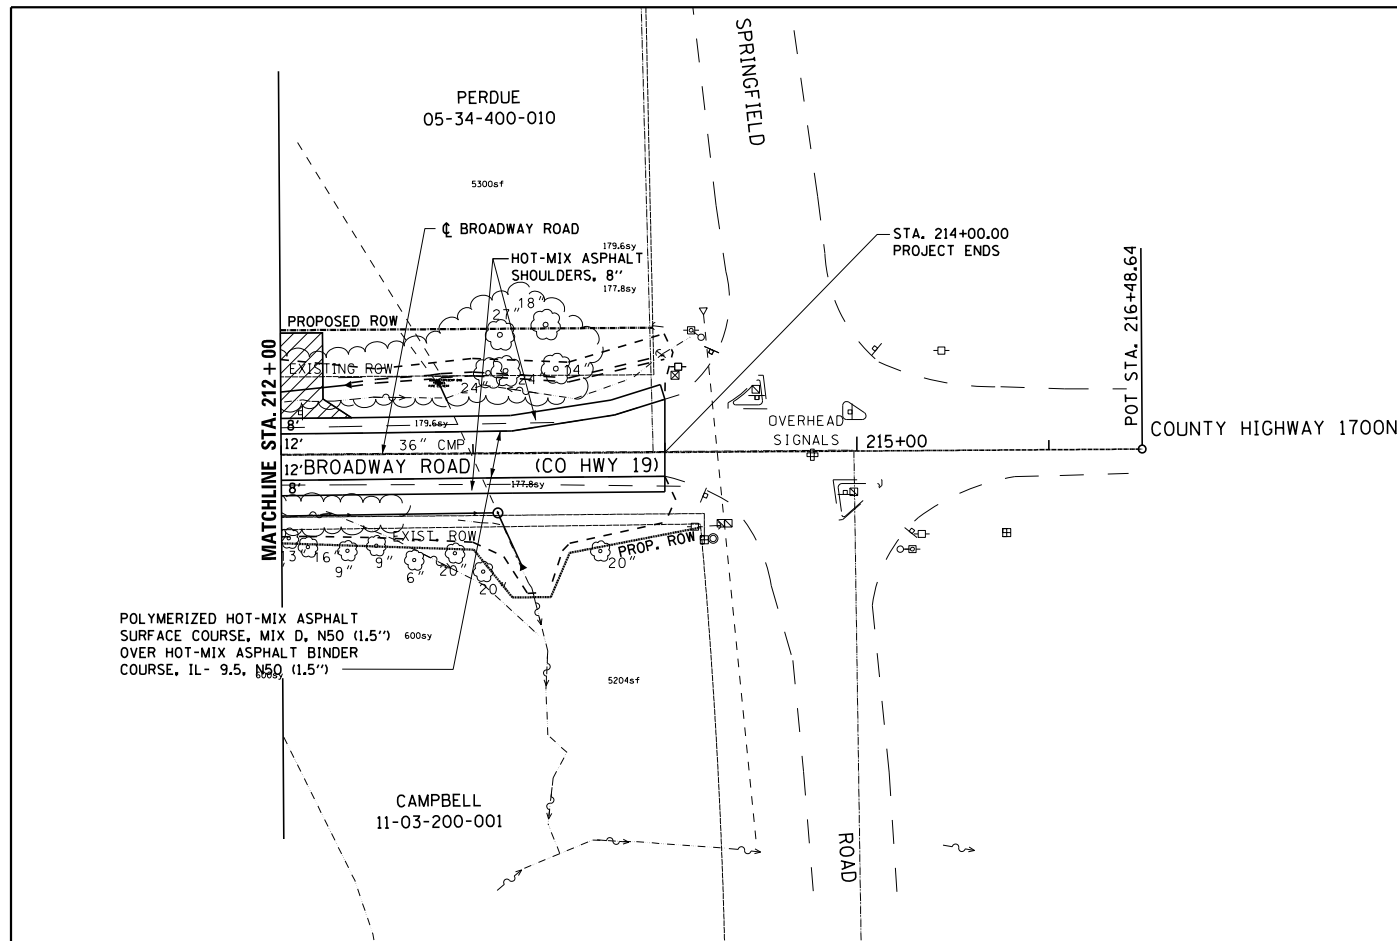 SPRINGFIELD
PERDUE
05-34-400-010
5300sf
℄ BROADWAY ROAD
179.6sy
HOT-MIX ASPHALT
SHOULDERS, 8''
177.8sy
STA. 214+00.00
PROJECT ENDS
POT STA. 216+48.64
18"
27"
PROPOSED ROW
EXISTING ROW
24"
24"
24"
MATCHLINE STA. 212+00
8'
179.6sy
12'
36" CMP
OVERHEAD
SIGNALS
215+00
COUNTY HIGHWAY 1700N
12'
BROADWAY ROAD (CO HWY 19)
8'
177.8sy
EXIST. ROW
PROP. ROW
13"
16"
9"
9"
6"
20"
20"
20"
POLYMERIZED HOT-MIX ASPHALT
SURFACE COURSE, MIX D, N50 (1.5'')
600sy
OVER HOT-MIX ASPHALT BINDER
COURSE, IL- 9.5, N50 (1.5'')
600sy
5204sf
CAMPBELL
11-03-200-001
ROAD